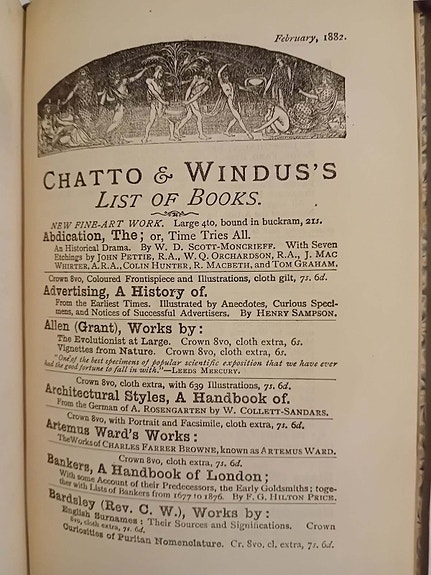 February, 1882.
CHATTO & WINDUS'S
LIST OF BOOKS.
NEW FINE-ART WORK. Large 4to, bound in buckram, 21s.
Abdication, The; or, Time Tries All.
An Historical Drama. By W. D. SCOTT-MONCRIEFF. With Seven
Etchings by JOHN PETTIE, R.A., W. Q. ORCHARDSON, R.A., J. MAC
WHIRTER, A.R.A., COLIN HUNTER, R. MACBETH, and TOM GRAHAM.
Crown 8vo, Coloured Frontispiece and Illustrations, cloth gilt, 7s. 6d.
Advertising, A History of.
From the Earliest Times. Illustrated by Anecdotes, Curious Speci-
mens, and Notices of Successful Advertisers. By HENRY SAMPSON.
Allen (Grant), Works by:
The Evolutionist at Large. Crown 8vo, cloth extra, 6s.
Vignettes from Nature. Crown 8vo, cloth extra, 6s.
"One of the best specimens of popular scientific exposition that we have ever
had the good fortune to fall in with."—LEEDS MERCURY.
Crown 8vo, cloth extra, with 639 Illustrations, 7s. 6d.
Architectural Styles, A Handbook of.
From the German of A. ROSENGARTEN by W. COLLETT-SANDARS.
Crown 8vo, with Portrait and Facsimile, cloth extra, 7s. 6d.
Artemus Ward's Works:
The Works of CHARLES FARRER BROWNE, known as ARTEMUS WARD.
Crown 8vo, cloth extra, 7s. 6d.
Bankers, A Handbook of London;
With some Account of their Predecessors, the Early Goldsmiths; toge-
ther with Lists of Bankers from 1677 to 1876. By F. G. HILTON PRICE.
Bardsley (Rev. C. W.), Works by:
English Surnames: Their Sources and Significations. Crown
8vo, cloth extra, 7s. 6d.
Curiosities of Puritan Nomenclature. Cr. 8vo, cl. extra, 7s. 6d.